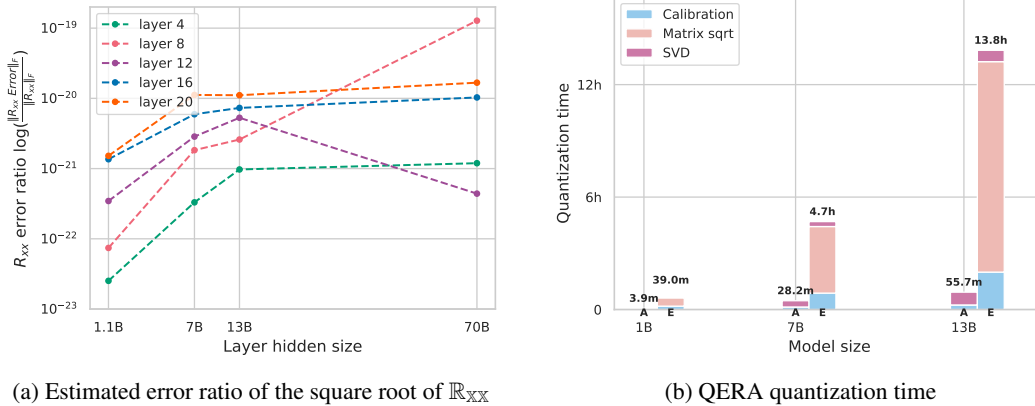 10⁻¹⁹
10⁻²⁰
10⁻²¹
10⁻²²
10⁻²³
R_xx error ratio log(‖R_xx Error‖_F / ‖R_xx‖_F)
layer 4
layer 8
layer 12
layer 16
layer 20
1.1B 7B 13B 70B
Layer hidden size
(a) Estimated error ratio of the square root of ℝ_𝕏𝕏
Calibration
Matrix sqrt
SVD
Quantization time
12h
6h
0
3.9m 39.0m 28.2m 4.7h 55.7m 13.8h
A E A E A E
1B 7B 13B
Model size
(b) QERA quantization time